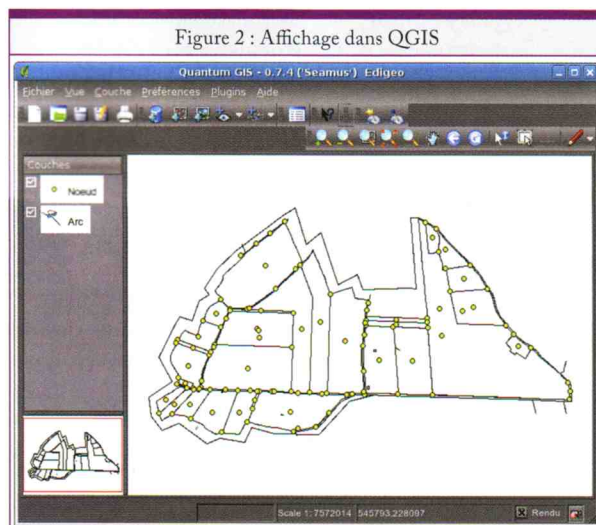 Figure 2 : Affichage dans QGIS
Quantum GIS - 0.7.4 ('Seamus') Edigeo
Fichier Vue Couche Préférences Plugins Aide
Couches
Noeud
Arc
Scale 1: 7572014 545793,228097 Rendu